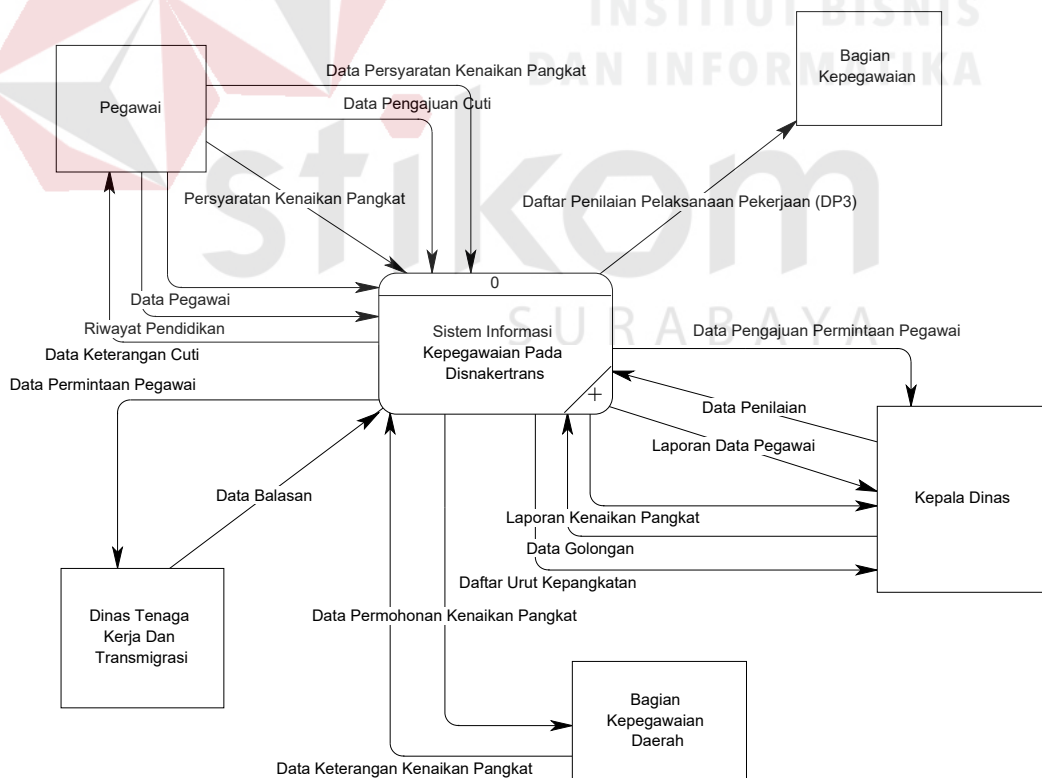 INSTITUT BISNIS
DAN INFORMATIKA
stikom
SURABAYA
Pegawai
Bagian
Kepegawaian
Data Persyaratan Kenaikan Pangkat
Data Pengajuan Cuti
Persyaratan Kenaikan Pangkat
Daftar Penilaian Pelaksanaan Pekerjaan (DP3)
Data Pegawai
Riwayat Pendidikan
Data Keterangan Cuti
Data Permintaan Pegawai
0
Sistem Informasi
Kepegawaian Pada
Disnakertrans
+
Data Pengajuan Permintaan Pegawai
Data Penilaian
Laporan Data Pegawai
Kepala Dinas
Data Balasan
Laporan Kenaikan Pangkat
Data Golongan
Daftar Urut Kepangkatan
Dinas Tenaga
Kerja Dan
Transmigrasi
Data Permohonan Kenaikan Pangkat
Bagian
Kepegawaian
Daerah
Data Keterangan Kenaikan Pangkat